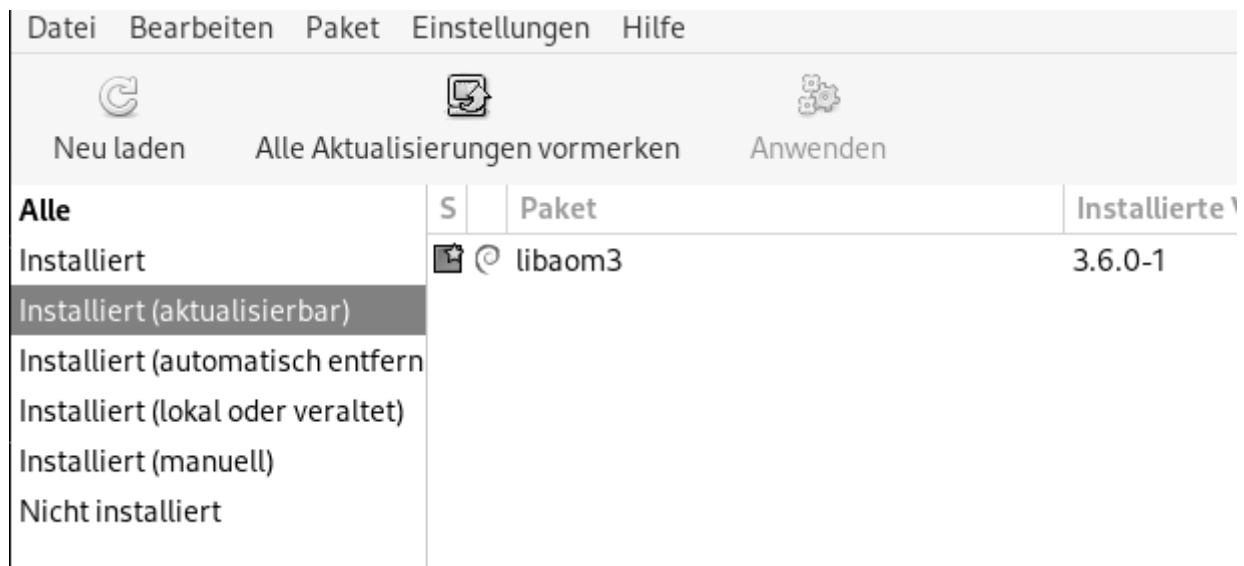 Datei Bearbeiten Paket Einstellungen Hilfe
Neu laden Alle Aktualisierungen vormerken Anwenden
Alle
Installiert
Installiert (aktualisierbar)
Installiert (automatisch entfern
Installiert (lokal oder veraltet)
Installiert (manuell)
Nicht installiert
S Paket Installierte
libaom3 3.6.0-1